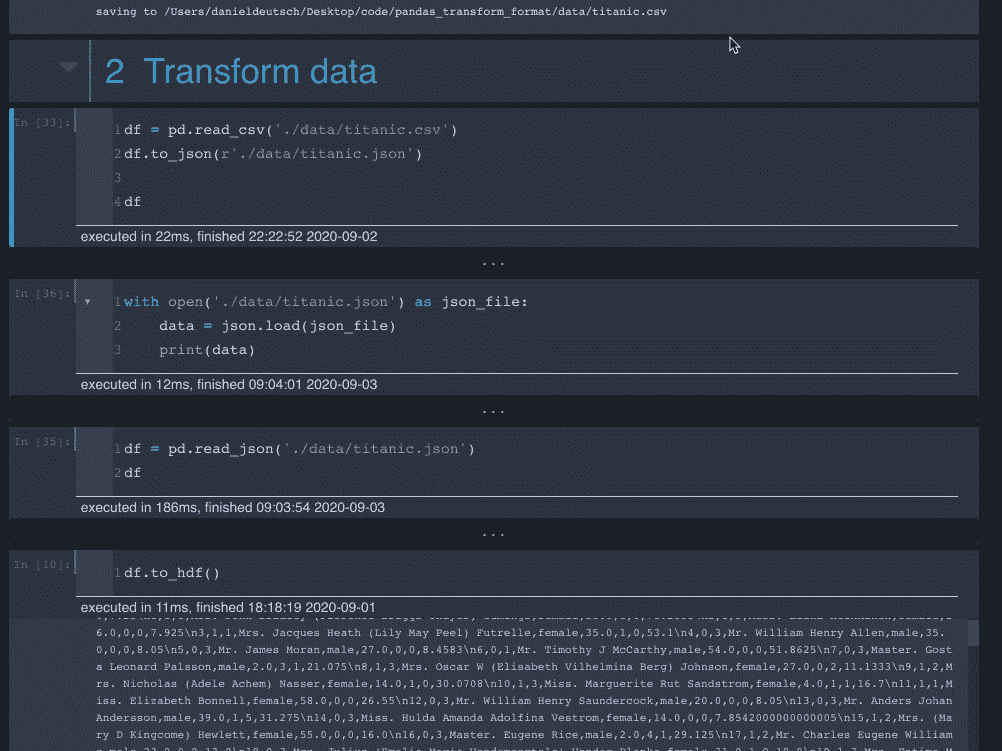 saving to /Users/danieldeutsch/Desktop/code/pandas_transform_format/data/titanic.csv
2 Transform data
In [33]:
1 df = pd.read_csv('./data/titanic.csv')
2 df.to_json(r'./data/titanic.json')
3
4 df
executed in 22ms, finished 22:22:52 2020-09-02
...
In [36]:
1 with open('./data/titanic.json') as json_file:
2     data = json.load(json_file)
3     print(data)
executed in 12ms, finished 09:04:01 2020-09-03
...
In [35]:
1 df = pd.read_json('./data/titanic.json')
2 df
executed in 186ms, finished 09:03:54 2020-09-03
...
In [10]:
1 df.to_hdf()
executed in 11ms, finished 18:18:19 2020-09-01
6.0,0,0,7.925\n3,1,1,Mrs. Jacques Heath (Lily May Peel) Futrelle,female,35.0,1,0,53.1\n4,0,3,Mr. William Henry Allen,male,35.
0,0,0,8.05\n5,0,3,Mr. James Moran,male,27.0,0,0,8.4583\n6,0,1,Mr. Timothy J McCarthy,male,54.0,0,0,51.8625\n7,0,3,Master. Gost
a Leonard Palsson,male,2.0,3,1,21.075\n8,1,3,Mrs. Oscar W (Elisabeth Vilhelmina Berg) Johnson,female,27.0,0,2,11.1333\n9,1,2,M
rs. Nicholas (Adele Achem) Nasser,female,14.0,1,0,30.0708\n10,1,3,Miss. Marguerite Rut Sandstrom,female,4.0,1,1,16.7\n11,1,1,M
iss. Elizabeth Bonnell,female,58.0,0,0,26.55\n12,0,3,Mr. William Henry Saundercock,male,20.0,0,0,8.05\n13,0,3,Mr. Anders Johan
Andersson,male,39.0,1,5,31.275\n14,0,3,Miss. Hulda Amanda Adolfina Vestrom,female,14.0,0,0,7.8542000000000005\n15,1,2,Mrs. (Ma
ry D Kingcome) Hewlett,female,55.0,0,0,16.0\n16,0,3,Master. Eugene Rice,male,2.0,4,1,29.125\n17,1,2,Mr. Charles Eugene William